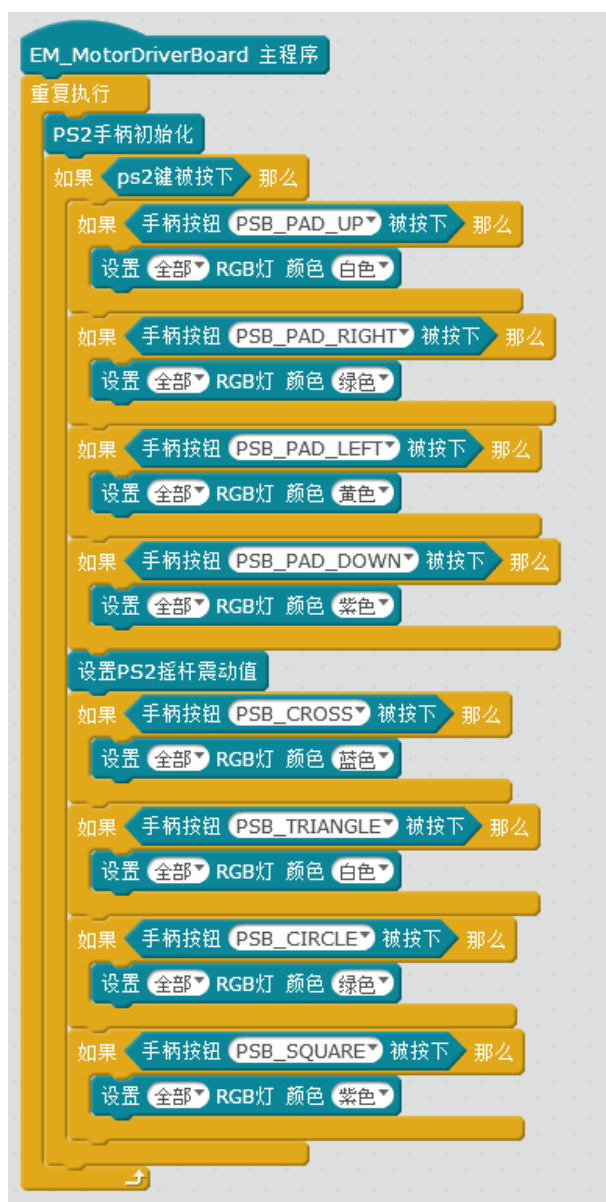 EM_MotorDriverBoard 主程序
重复执行
PS2手柄初始化
如果 ps2键被按下 那么
如果 手柄按钮 PSB_PAD_UP 被按下 那么
设置 全部 RGB灯 颜色 白色
如果 手柄按钮 PSB_PAD_RIGHT 被按下 那么
设置 全部 RGB灯 颜色 绿色
如果 手柄按钮 PSB_PAD_LEFT 被按下 那么
设置 全部 RGB灯 颜色 黄色
如果 手柄按钮 PSB_PAD_DOWN 被按下 那么
设置 全部 RGB灯 颜色 紫色
设置PS2摇杆震动值
如果 手柄按钮 PSB_CROSS 被按下 那么
设置 全部 RGB灯 颜色 蓝色
如果 手柄按钮 PSB_TRIANGLE 被按下 那么
设置 全部 RGB灯 颜色 白色
如果 手柄按钮 PSB_CIRCLE 被按下 那么
设置 全部 RGB灯 颜色 绿色
如果 手柄按钮 PSB_SQUARE 被按下 那么
设置 全部 RGB灯 颜色 紫色